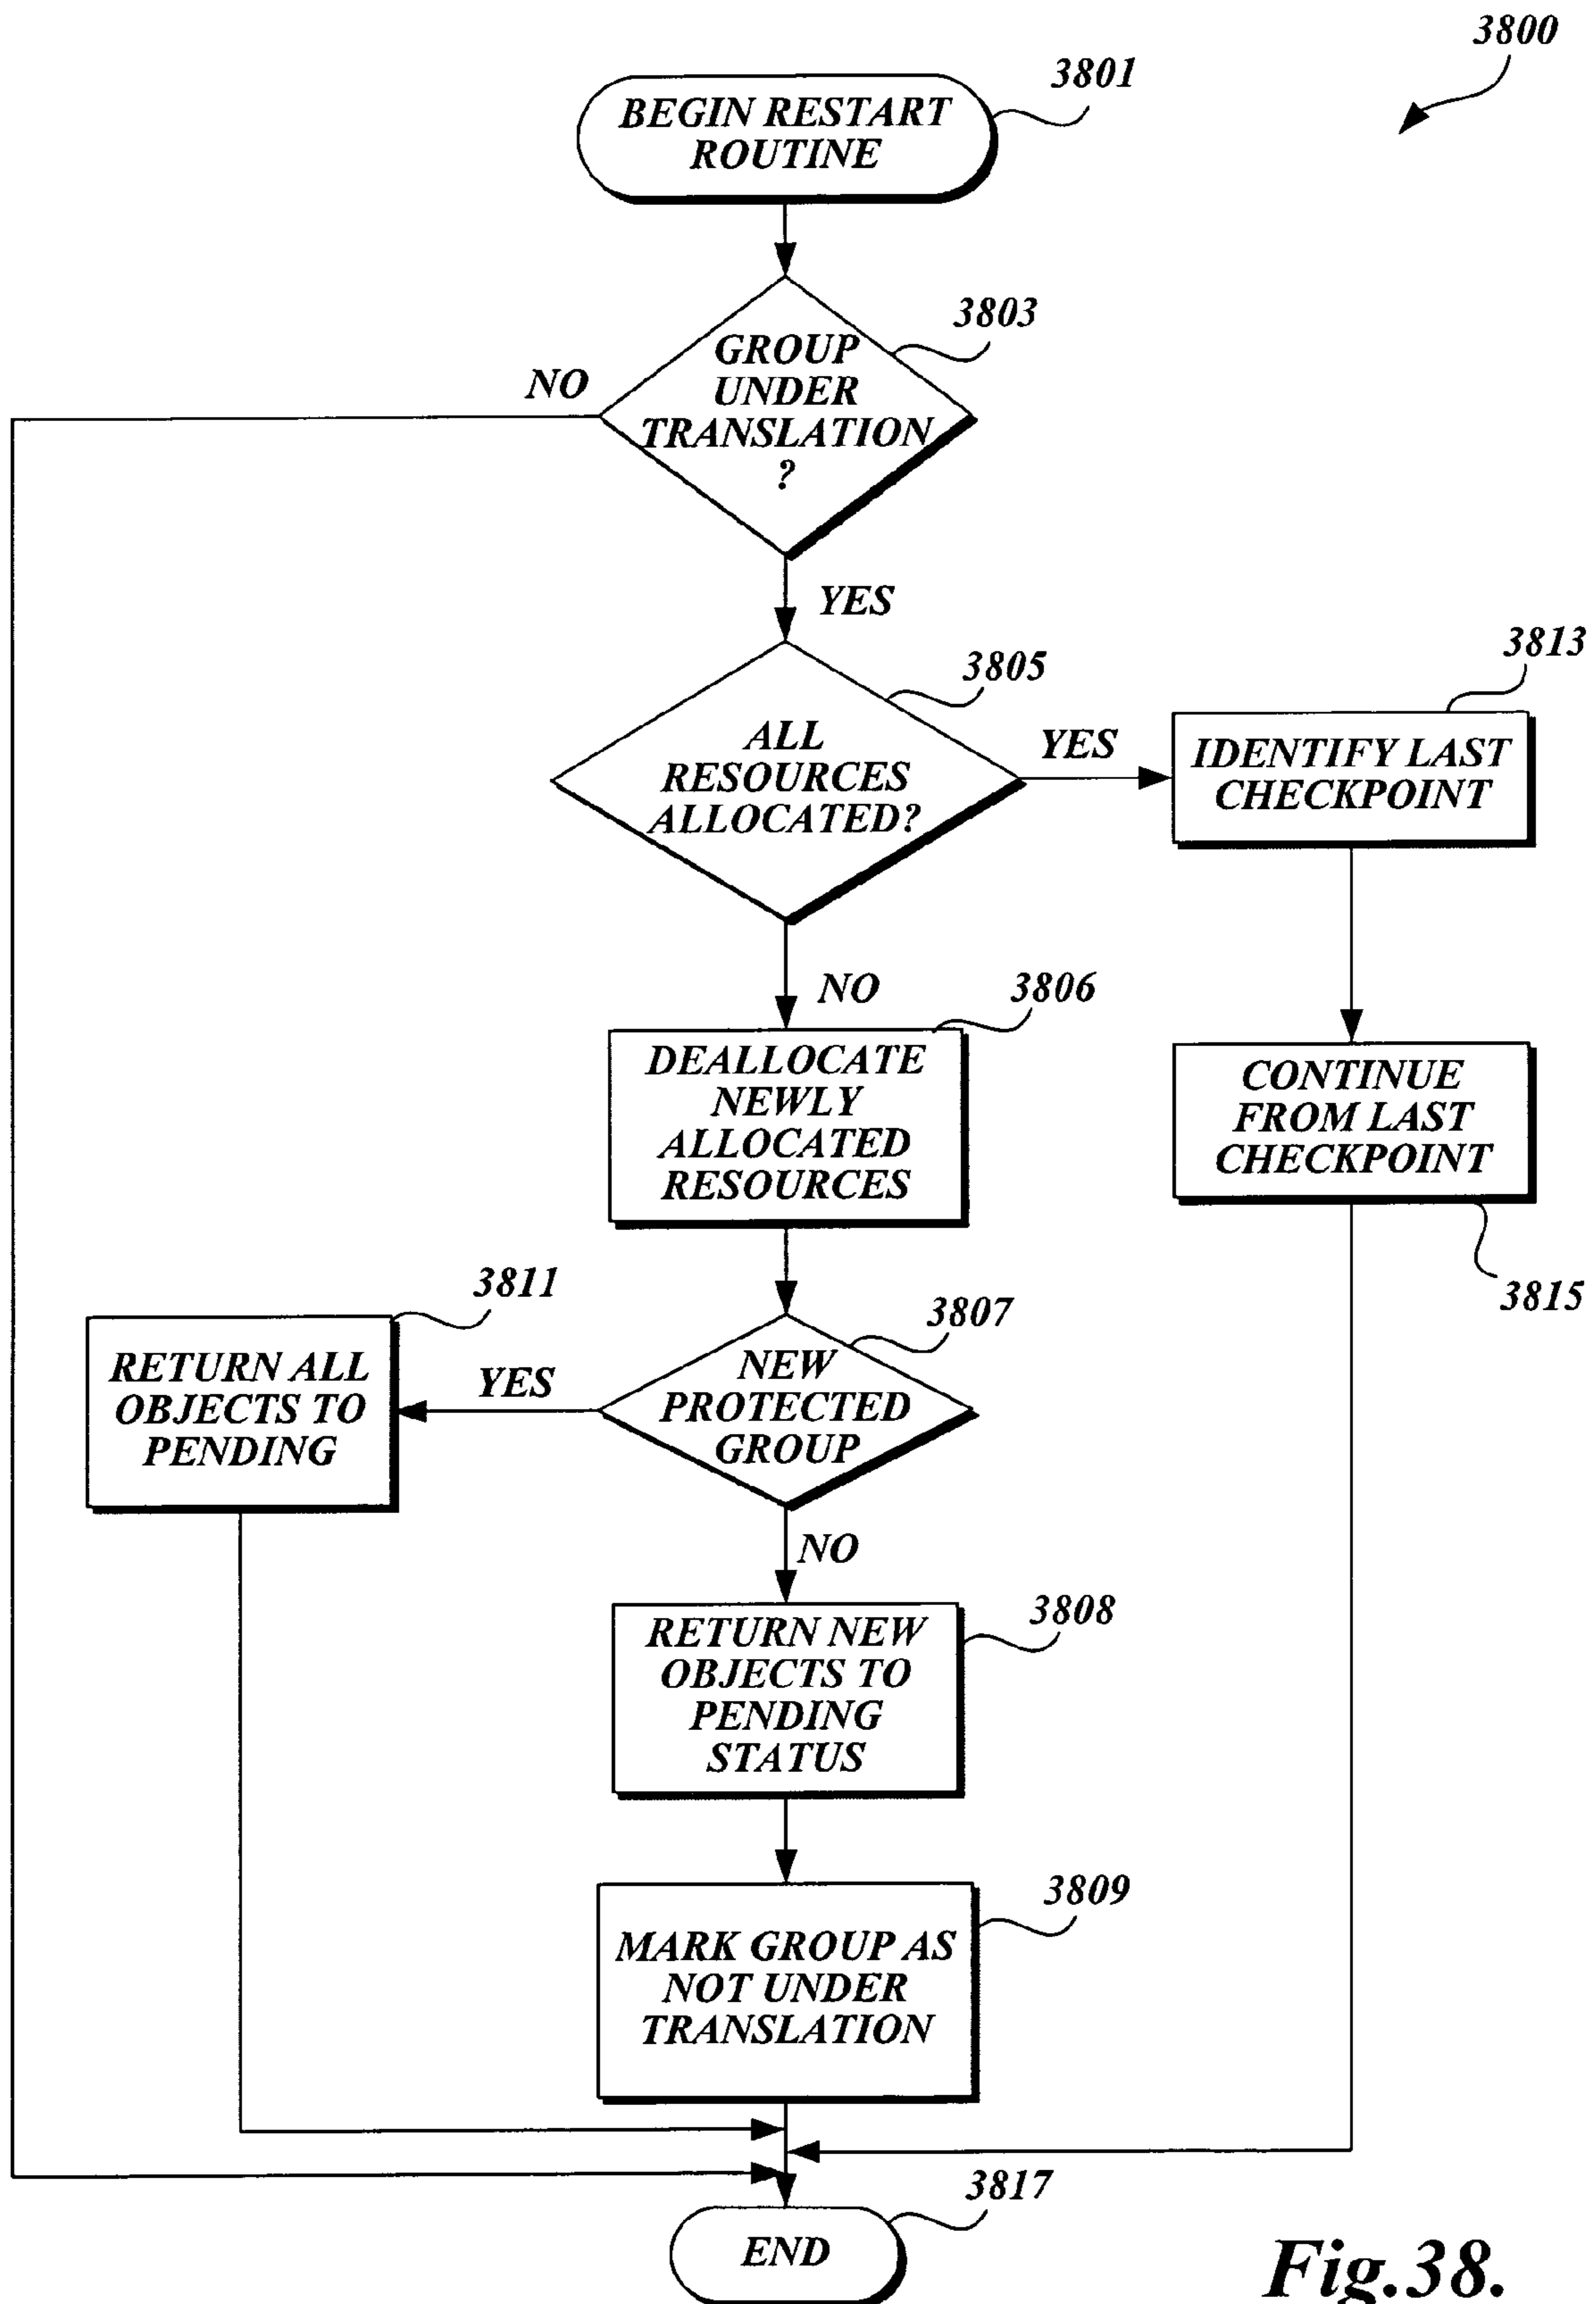 3800
3801
BEGIN RESTART
ROUTINE
3803
GROUP
UNDER
TRANSLATION
?
NO
YES
3805
ALL
RESOURCES
ALLOCATED?
YES
3813
IDENTIFY LAST
CHECKPOINT
NO
3806
DEALLOCATE
NEWLY
ALLOCATED
RESOURCES
CONTINUE
FROM LAST
CHECKPOINT
3815
3811
RETURN ALL
OBJECTS TO
PENDING
YES
3807
NEW
PROTECTED
GROUP
NO
3808
RETURN NEW
OBJECTS TO
PENDING
STATUS
3809
MARK GROUP AS
NOT UNDER
TRANSLATION
3817
END
Fig.38.